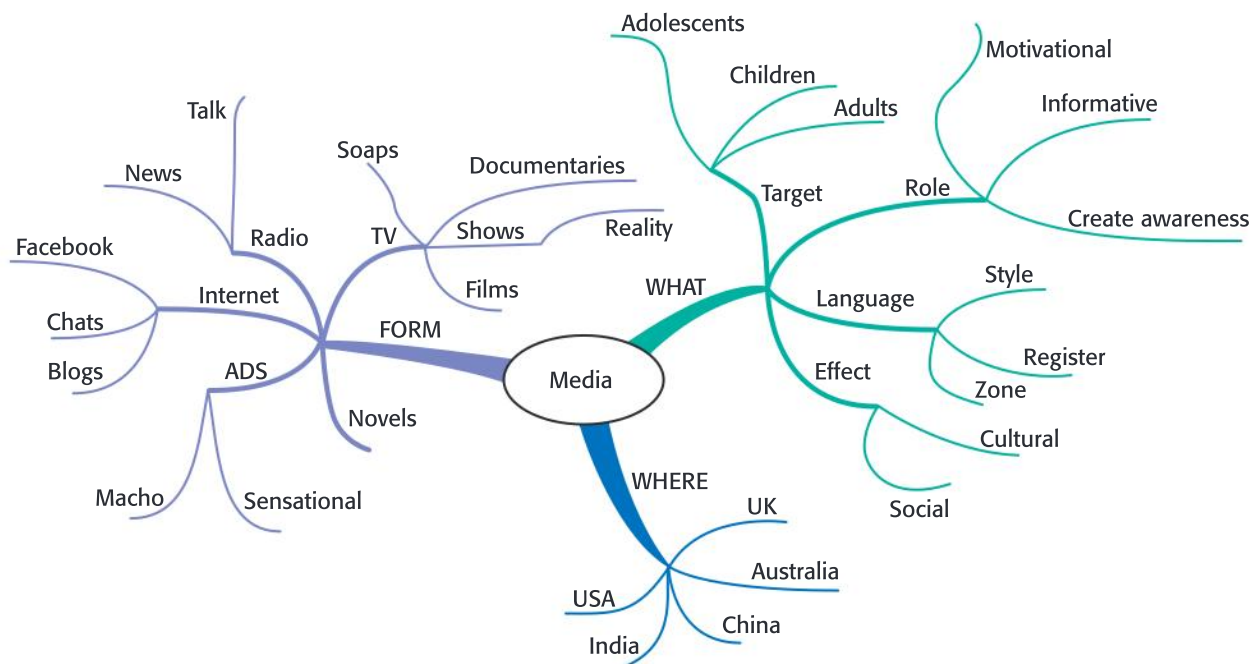 Media
FORM
Radio
Talk
News
TV
Soaps
Documentaries
Shows
Reality
Films
Internet
Facebook
Chats
Blogs
ADS
Macho
Sensational
Novels
WHAT
Target
Adolescents
Children
Adults
Role
Motivational
Informative
Create awareness
Language
Style
Register
Zone
Effect
Cultural
Social
WHERE
UK
Australia
China
India
USA